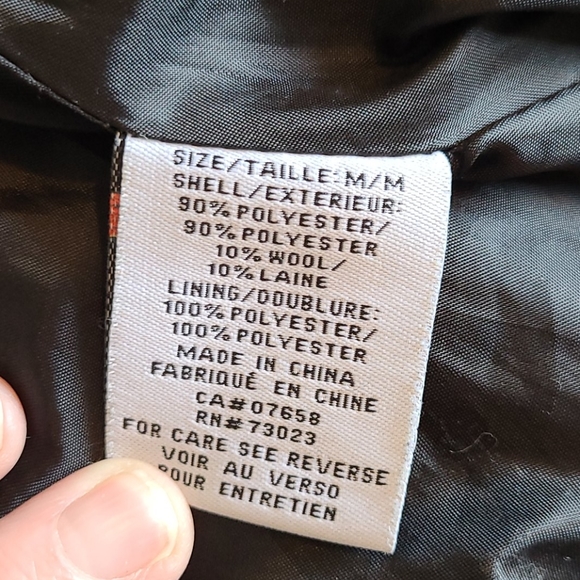 SIZE/TAILLE: M/M
SHELL/EXTERIEUR:
90% POLYESTER/
90% POLYESTER
10% WOOL/
10% LAINE
LINING/DOUBLURE:
100% POLYESTER/
100% POLYESTER
MADE IN CHINA
FABRIQUÉ EN CHINE
CA# 07658
RN# 73023
FOR CARE SEE REVERSE
VOIR AU VERSO
POUR ENTRETIEN